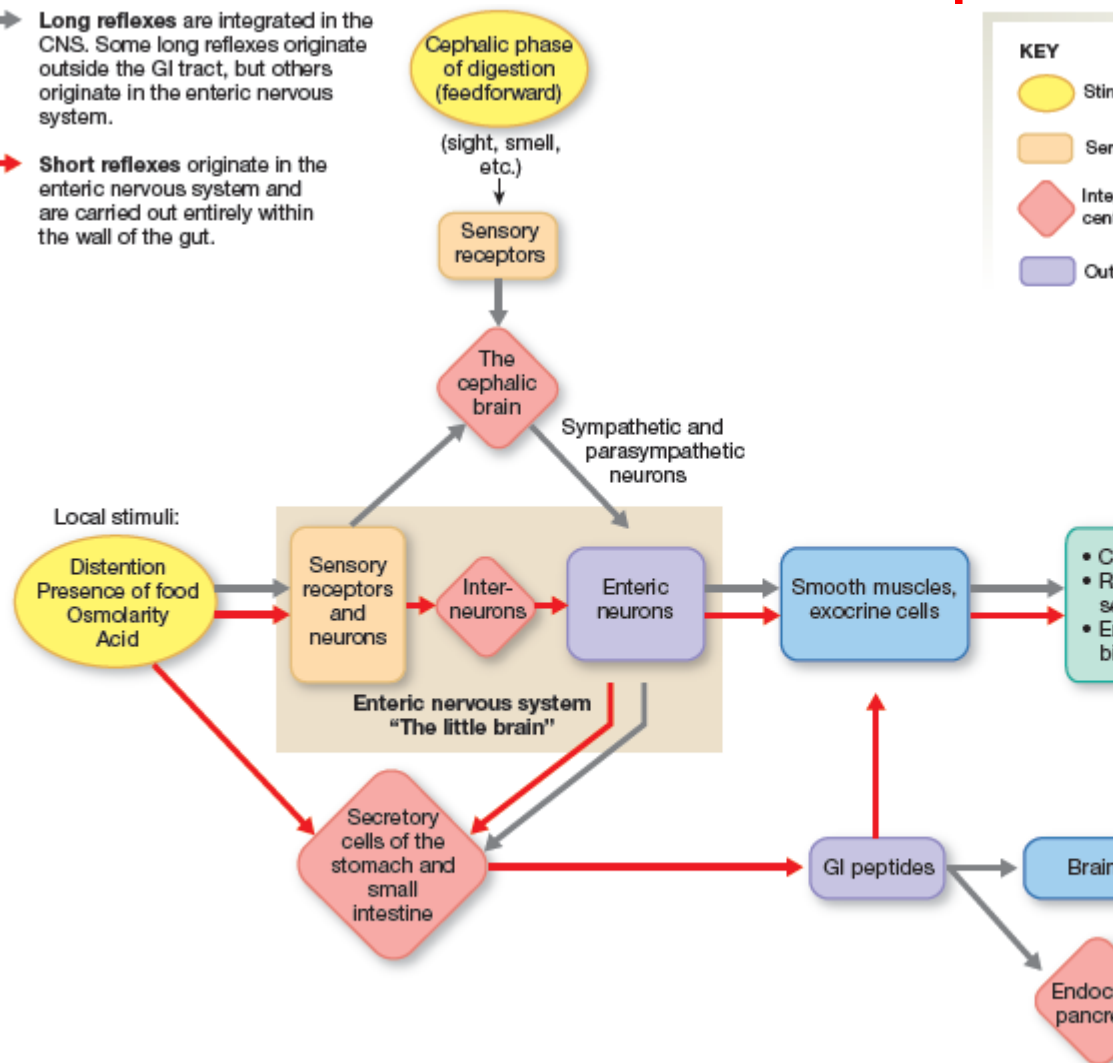 Long reflexes are integrated in the
CNS. Some long reflexes originate
outside the GI tract, but others
originate in the enteric nervous
system.
Short reflexes originate in the
enteric nervous system and
are carried out entirely within
the wall of the gut.
Cephalic phase
of digestion
(feedforward)
(sight, smell,
etc.)
Sensory
receptors
The
cephalic
brain
Sympathetic and
parasympathetic
neurons
KEY
Local stimuli:
Distention
Presence of food
Osmolarity
Acid
Sensory
receptors
and
neurons
Inter-
neurons
Enteric
neurons
Enteric nervous system
“The little brain”
Smooth muscles,
exocrine cells
Secretory
cells of the
stomach and
small
intestine
GI peptides
Brain